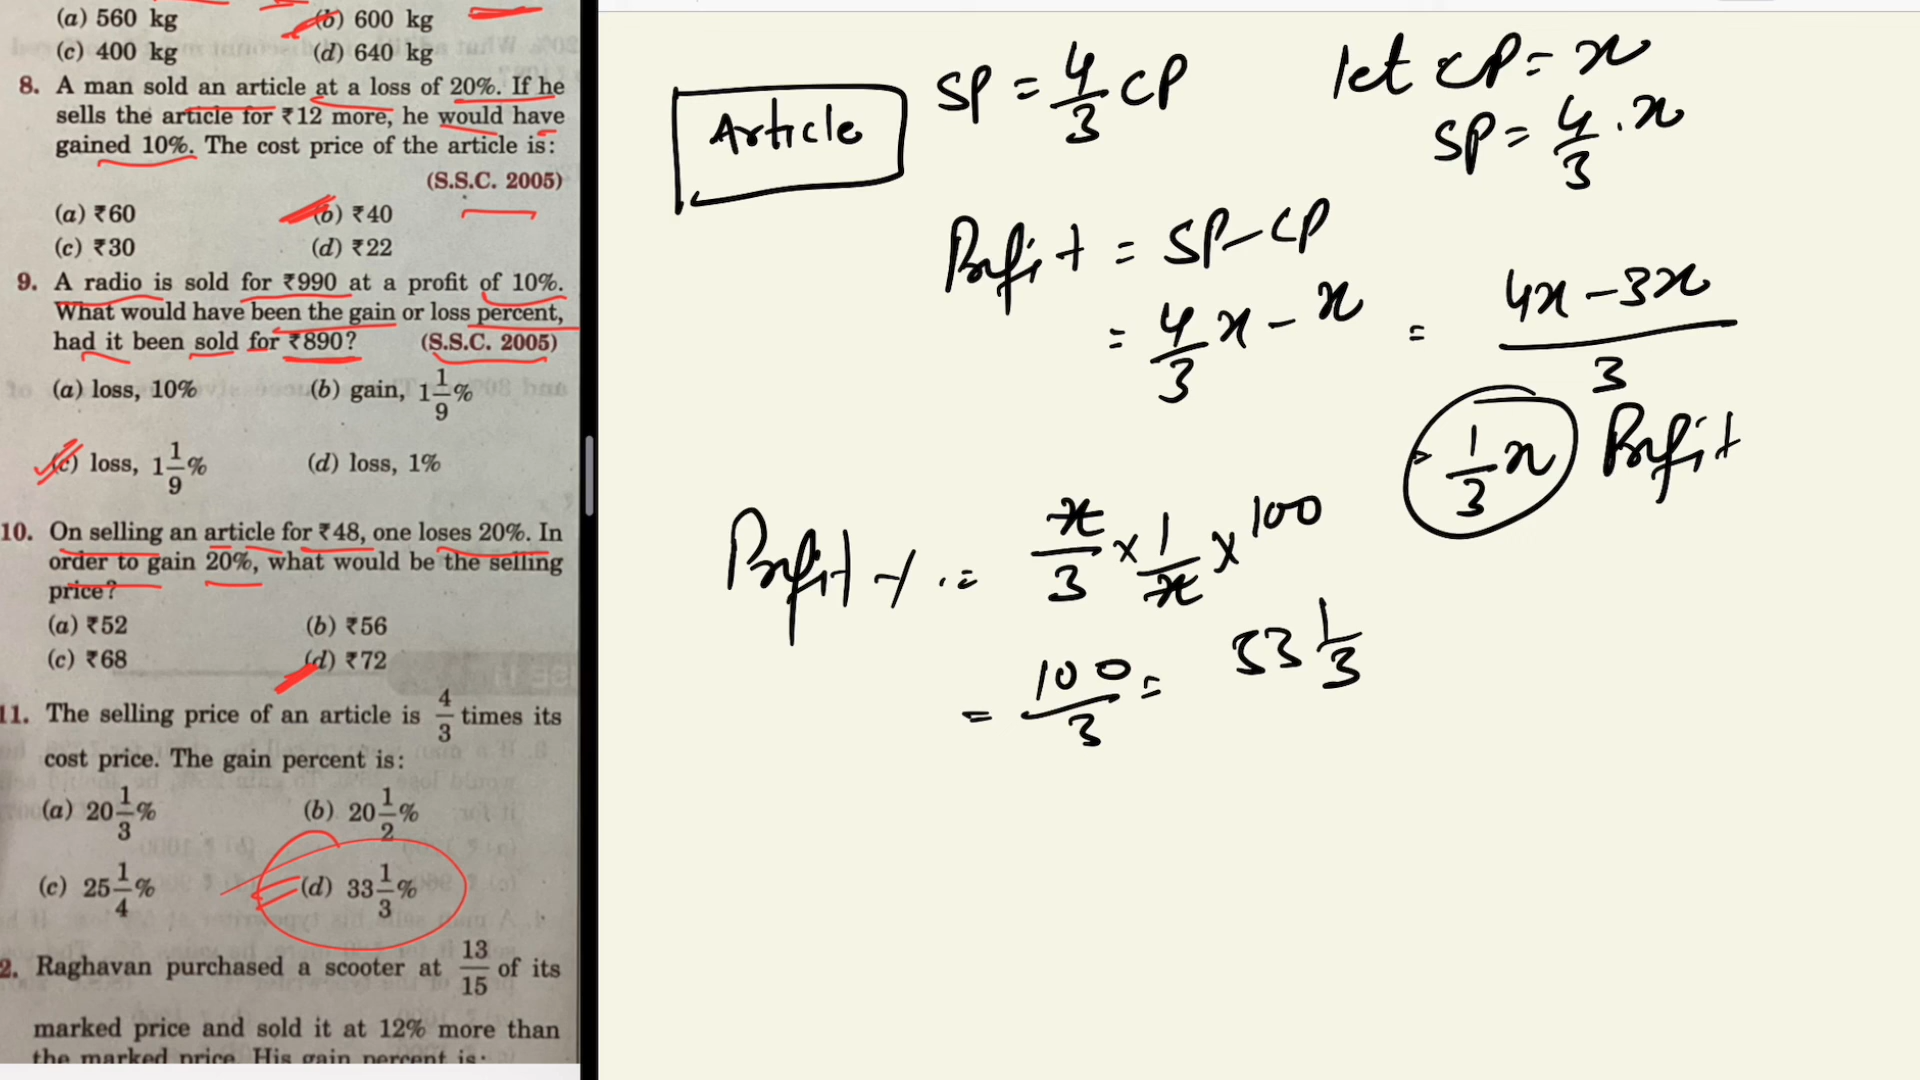 (a) 560 kg (b) 600 kg
(c) 400 kg (d) 640 kg
8. A man sold an article at a loss of 20%. If he
sells the article for ₹12 more, he would have
gained 10%. The cost price of the article is:
(S.S.C. 2005)
(a) ₹60 (b) ₹40
(c) ₹30 (d) ₹22
9. A radio is sold for ₹990 at a profit of 10%.
What would have been the gain or loss percent,
had it been sold for ₹890? (S.S.C. 2005)
(a) loss, 10% (b) gain, 1 1/9 %
(c) loss, 1 1/9 % (d) loss, 1%
10. On selling an article for ₹48, one loses 20%. In
order to gain 20%, what would be the selling
price?
(a) ₹52 (b) ₹56
(c) ₹68 (d) ₹72
11. The selling price of an article is 4/3 times its
cost price. The gain percent is:
(a) 20 1/3 % (b) 20 1/2 %
(c) 25 1/4 % (d) 33 1/3 %
2. Raghavan purchased a scooter at 13/15 of its
marked price and sold it at 12% more than
the marked price. His gain percent is:
Article
SP = 4/3 CP
let CP = x
SP = 4/3 . x
Profit = SP - CP
= 4/3 x - x = (4x - 3x)/3
1/3 x Profit
Profit % = x/3 × 1/x × 100
= 100/3 = 33 1/3